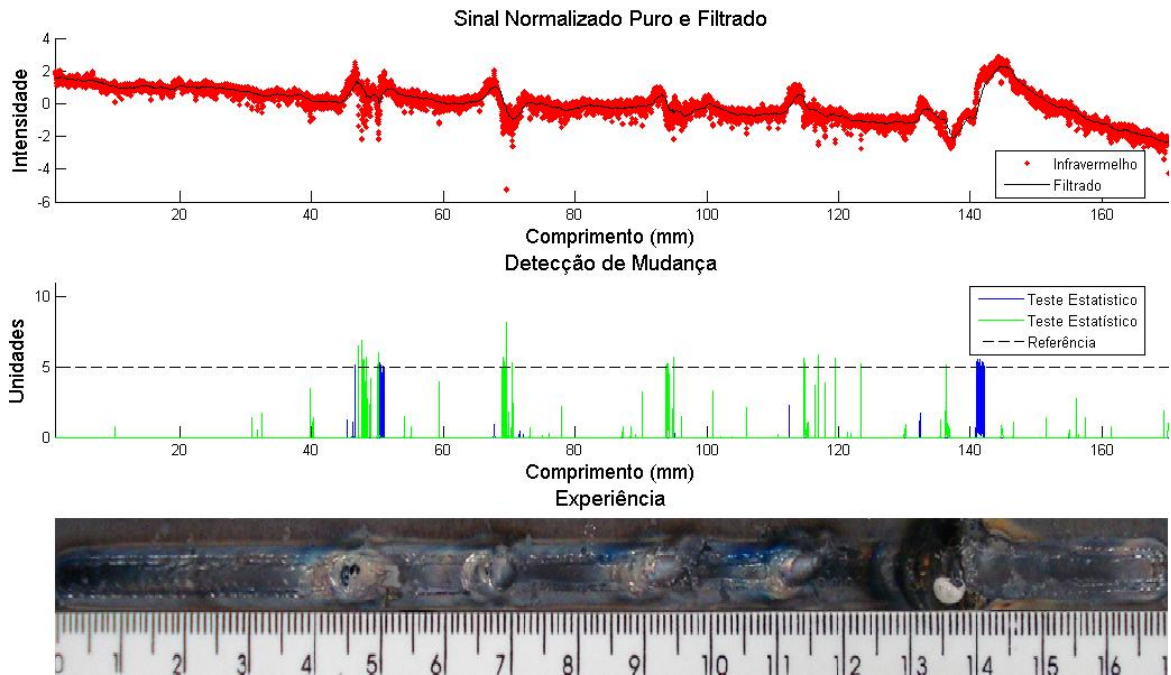 Sinal Normalizado Puro e Filtrado
Intensidade
4
2
0
-2
-4
-6
Infravermelho
Filtrado
20 40 60 80 100 120 140 160
Comprimento (mm)
Detecção de Mudança
Unidades
10
5
0
Teste Estatistico
Teste Estatístico
Referência
20 40 60 80 100 120 140 160
Comprimento (mm)
Experiência
0 1 2 3 4 5 6 7 8 9 10 11 12 13 14 15 16